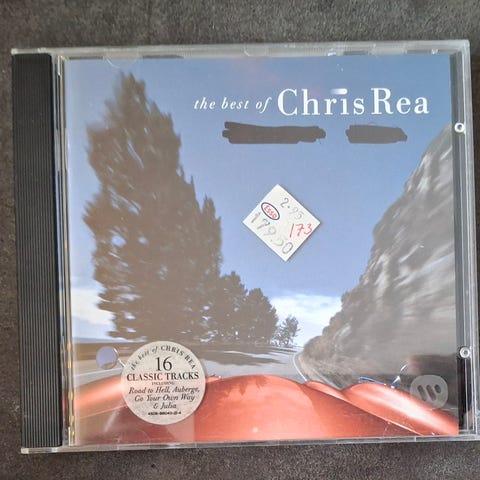 the best of Chris Rea
Esso
2.95
179.50
/173
the best of CHRIS REA
16
CLASSIC TRACKS
INCLUDING
Road to Hell, Auberge,
Go Your Own Way
& Julia